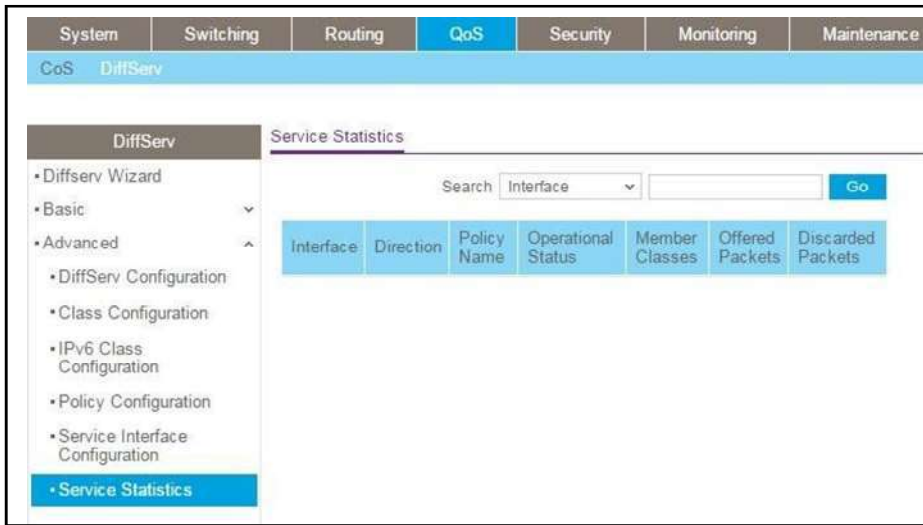 System Switching Routing QoS Security Monitoring Maintenance
CoS DiffServ
DiffServ
Service Statistics
Diffserv Wizard
Basic
Advanced
DiffServ Configuration
Class Configuration
IPv6 Class
Configuration
Policy Configuration
Service Interface
Configuration
Service Statistics
Search Interface Go
Interface Direction Policy Name Operational Status Member Classes Offered Packets Discarded Packets